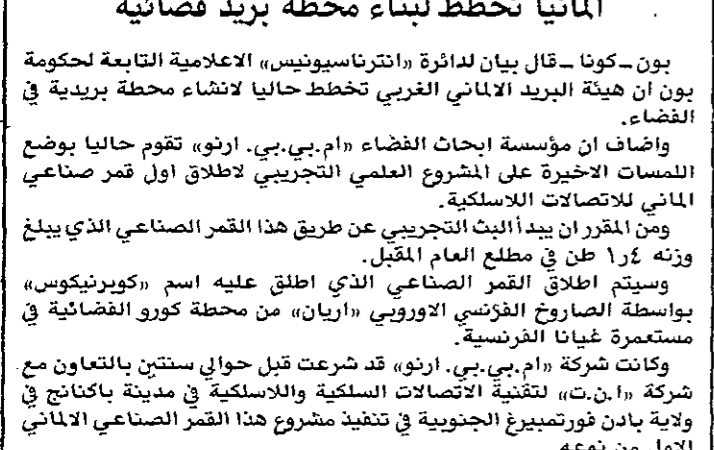 المانيا تخطط لبناء محطة بريد فضائية
بون ــ كونا ــ قال بيان لدائرة «انترناسيونيس» الاعلامية التابعة لحكومة
بون ان هيئة البريد الالماني الغربي تخطط حاليا لانشاء محطة بريدية في
الفضاء.
واضاف ان مؤسسة ابحاث الفضاء «ام.بي.بي. ارنو» تقوم حاليا بوضع
اللمسات الاخيرة على المشروع العلمي التجريبي لاطلاق اول قمر صناعي
الماني للاتصالات اللاسلكية.
ومن المقرر ان يبدأ البث التجريبي عن طريق هذا القمر الصناعي الذي يبلغ
وزنه ٤ر١ طن في مطلع العام المقبل.
وسيتم اطلاق القمر الصناعي الذي اطلق عليه اسم «كوبرنيكوس»
بواسطة الصاروخ الفرنسي الاوروبي «اريان» من محطة كورو الفضائية في
مستعمرة غيانا الفرنسية.
وكانت شركة «ام.بي.بي. ارنو» قد شرعت قبل حوالي سنتين بالتعاون مع
شركة «ا.ن.ت» لتقنية الاتصالات السلكية واللاسلكية في مدينة باكنانج في
ولاية بادن فورتمبيرغ الجنوبية في تنفيذ مشروع هذا القمر الصناعي الالماني
الاول من نوعه